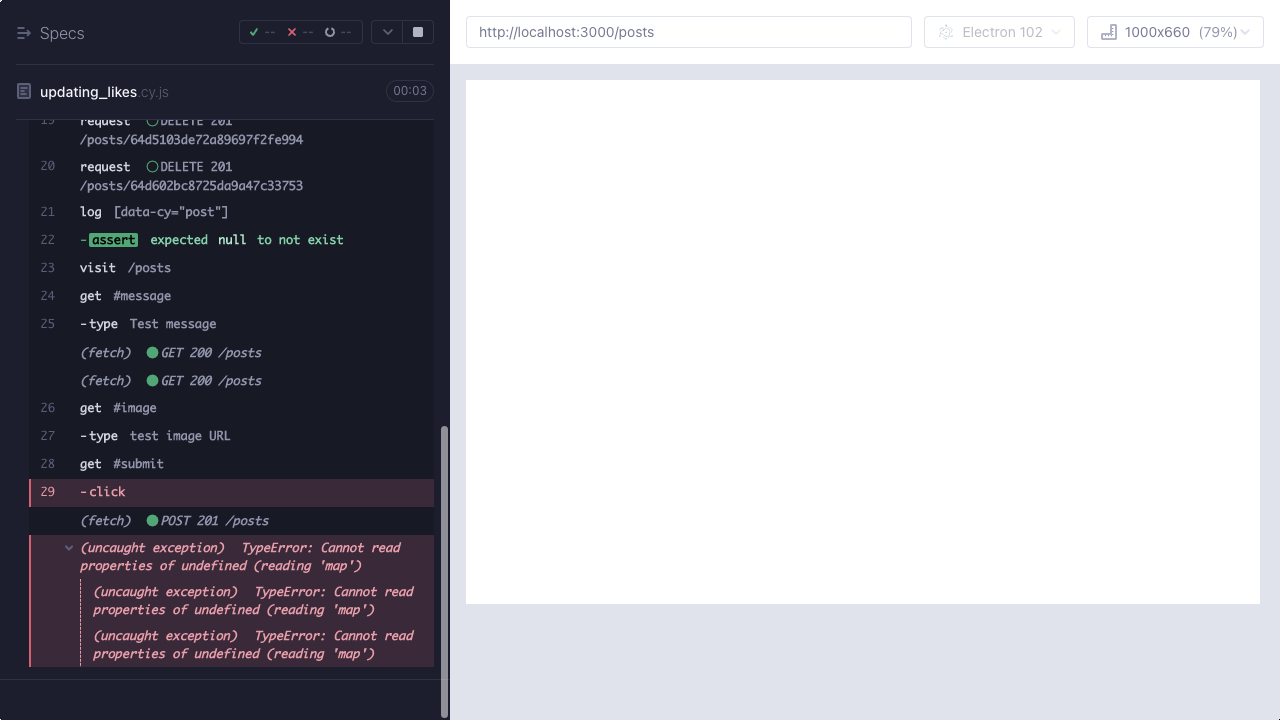 Specs
-- -- --
updating_likes.cy.js 00:03
19 request DELETE 201
/posts/64d5103de72a89697f2fe994
20 request DELETE 201
/posts/64d602bc8725da9a47c33753
21 log [data-cy="post"]
22 -assert expected null to not exist
23 visit /posts
24 get #message
25 -type Test message
(fetch) GET 200 /posts
(fetch) GET 200 /posts
26 get #image
27 -type test image URL
28 get #submit
29 -click
(fetch) POST 201 /posts
(uncaught exception) TypeError: Cannot read
properties of undefined (reading 'map')
(uncaught exception) TypeError: Cannot read
properties of undefined (reading 'map')
(uncaught exception) TypeError: Cannot read
properties of undefined (reading 'map')
http://localhost:3000/posts
Electron 102
1000x660 (79%)